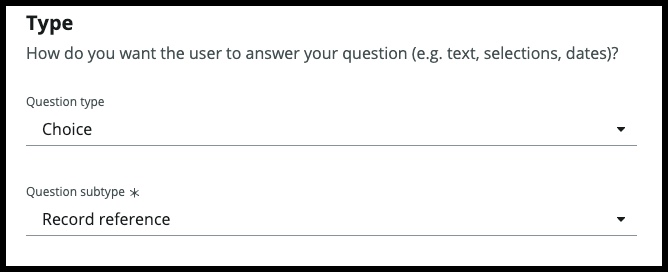 Type
How do you want the user to answer your question (e.g. text, selections, dates)?
Question type
Choice
Question subtype *
Record reference